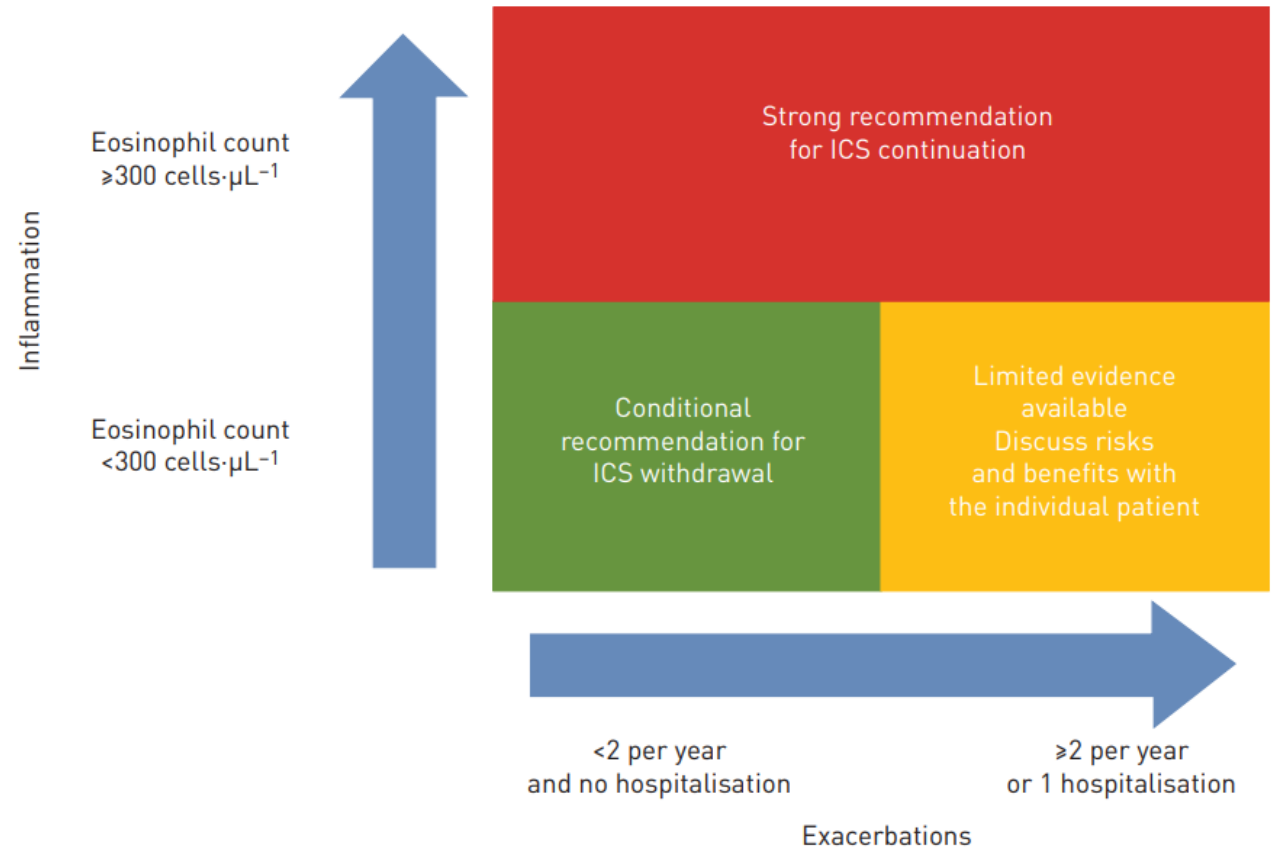 Strong recommendation
for ICS continuation
Eosinophil count
⩾300 cells·µL⁻¹
Inflammation
Eosinophil count
<300 cells·µL⁻¹
Conditional
recommendation for
ICS withdrawal
Limited evidence
available
Discuss risks
and benefits with
the individual patient
<2 per year
and no hospitalisation
⩾2 per year
or 1 hospitalisation
Exacerbations